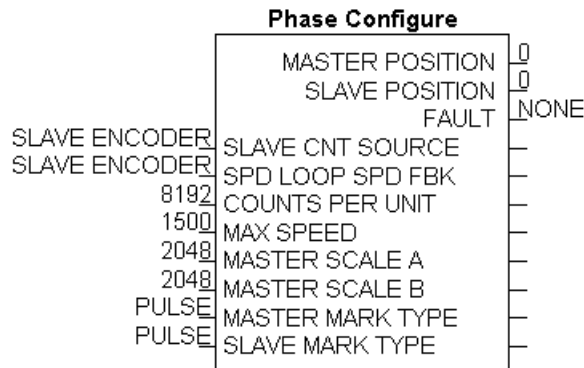 Phase Configure
MASTER POSITION 0
SLAVE POSITION 0
FAULT NONE
SLAVE ENCODER SLAVE CNT SOURCE
SLAVE ENCODER SPD LOOP SPD FBK
8192 COUNTS PER UNIT
1500 MAX SPEED
2048 MASTER SCALE A
2048 MASTER SCALE B
PULSE MASTER MARK TYPE
PULSE SLAVE MARK TYPE